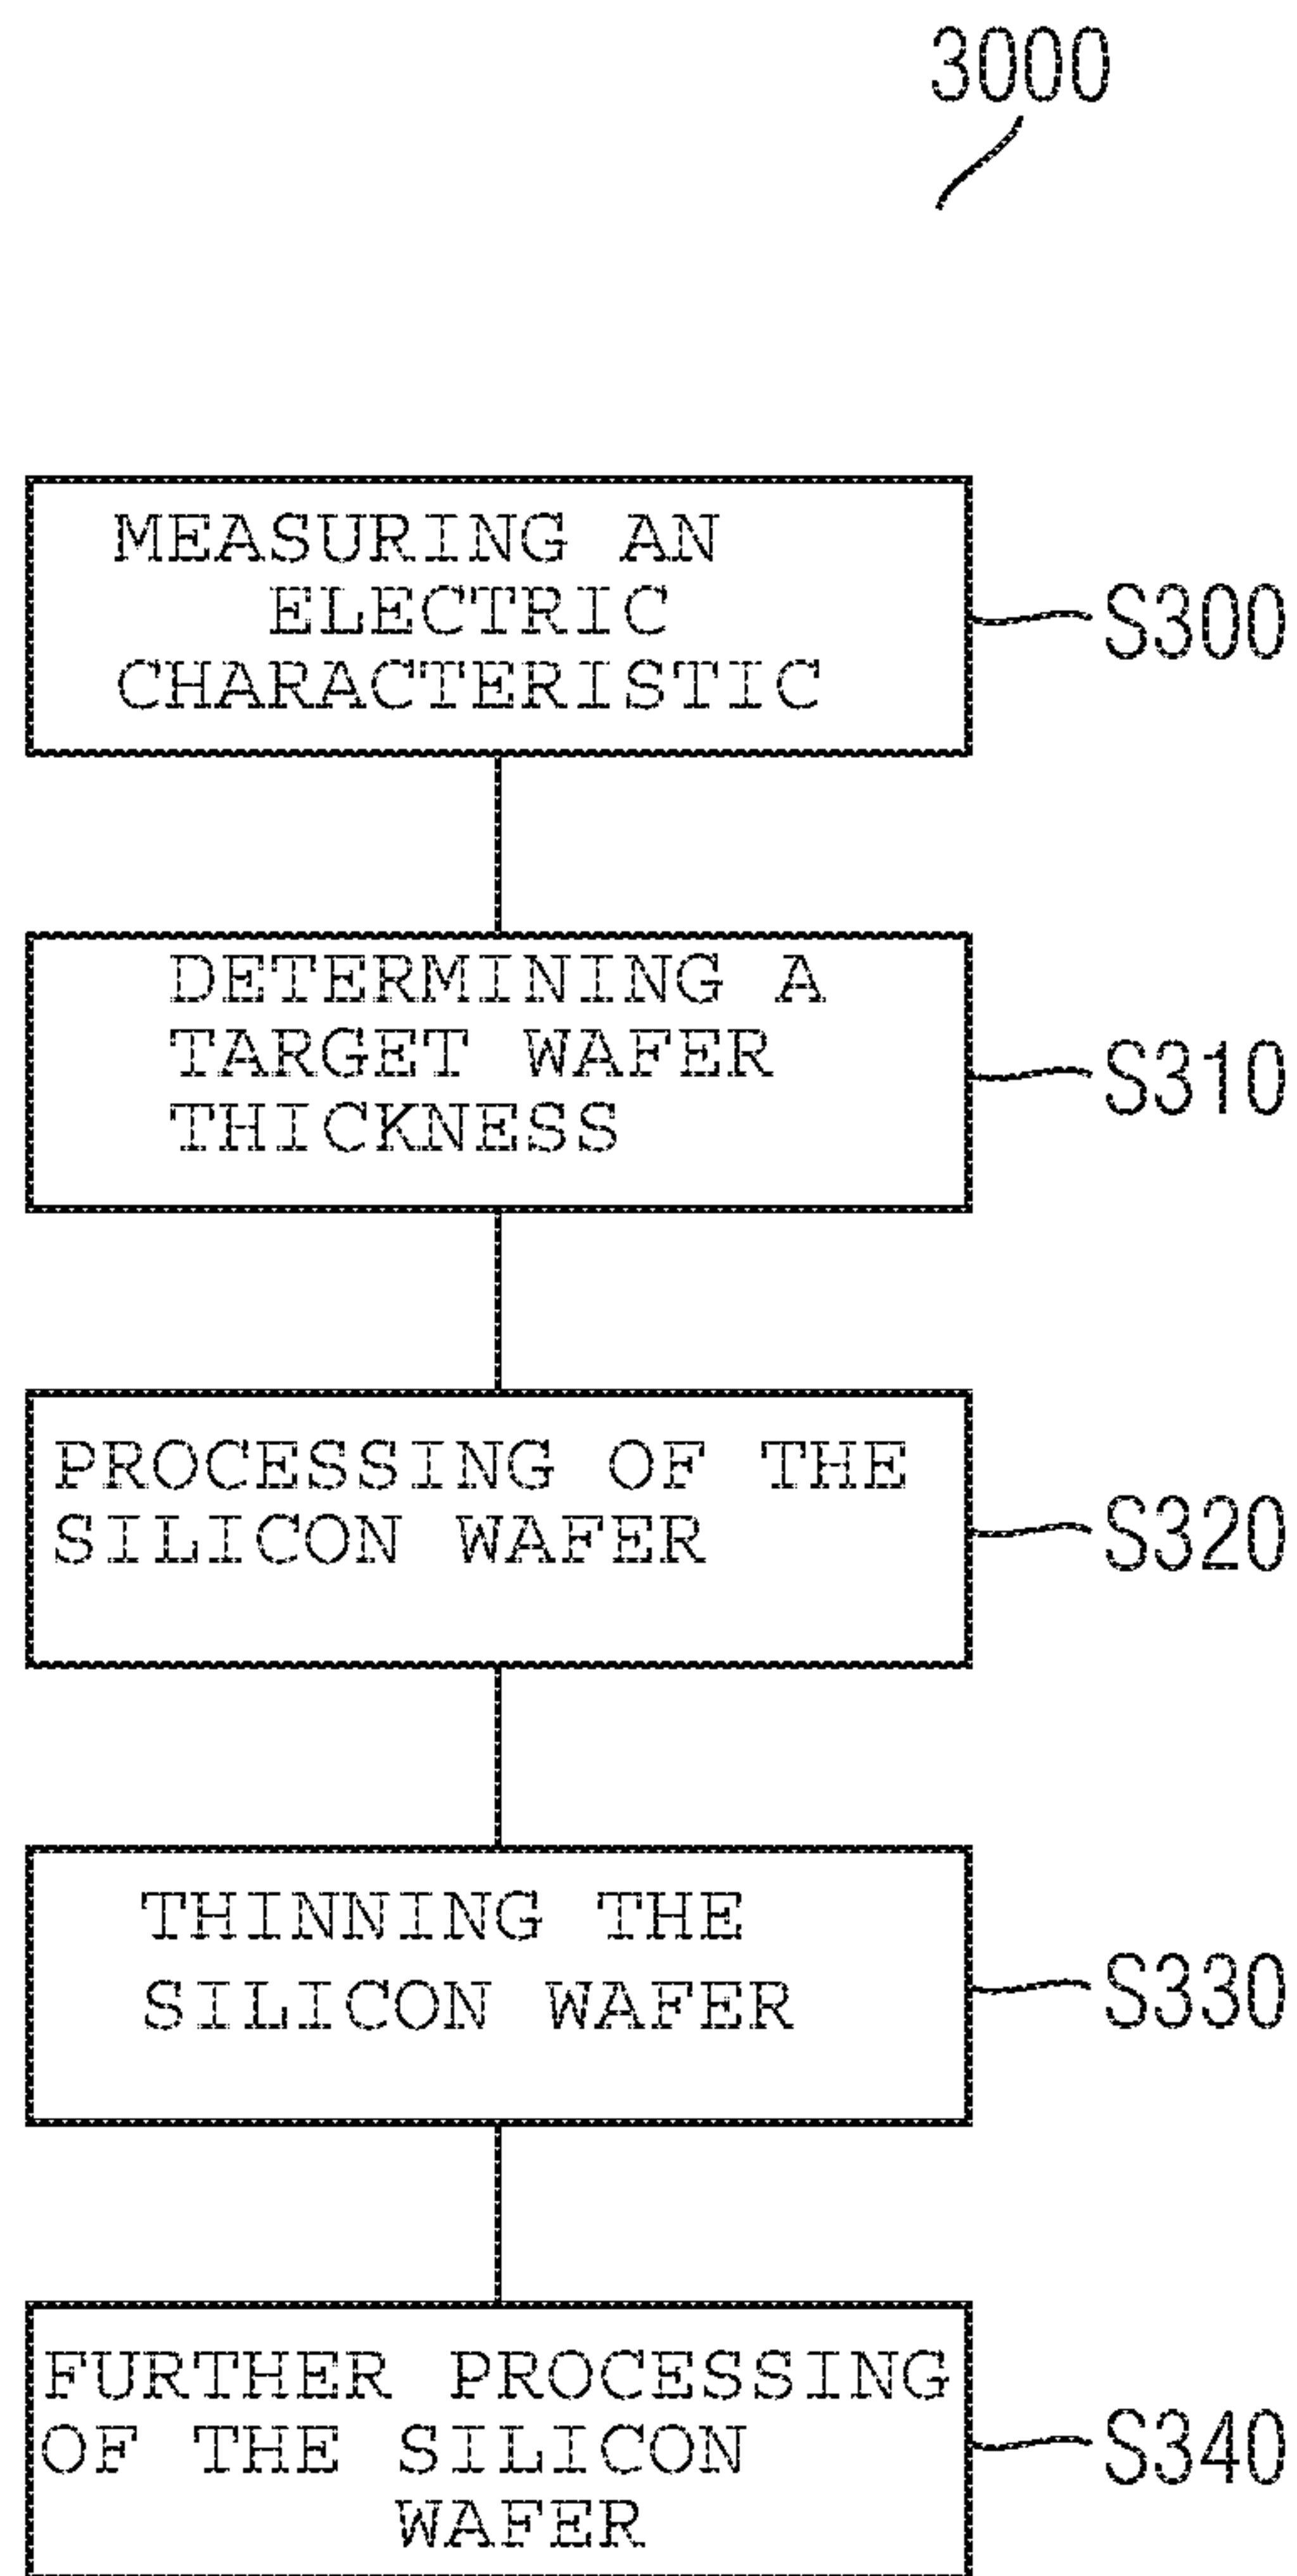 3000
MEASURING AN
ELECTRIC
CHARACTERISTIC
S300
DETERMINING A
TARGET WAFER
THICKNESS
S310
PROCESSING OF THE
SILICON WAFER
S320
THINNING THE
SILICON WAFER
S330
FURTHER PROCESSING
OF THE SILICON
WAFER
S340